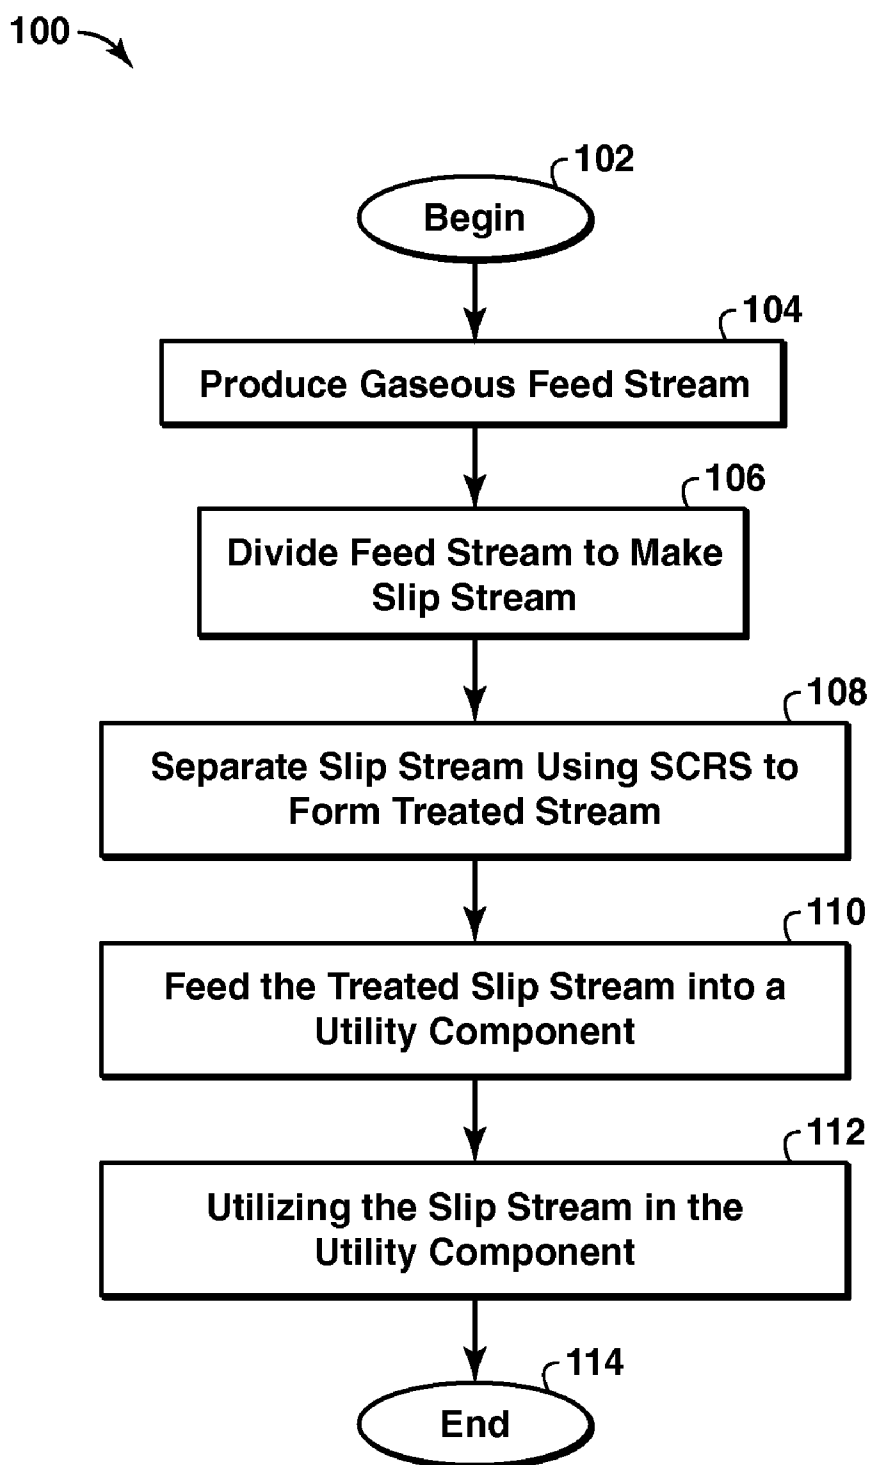 100
102
Begin
104
Produce Gaseous Feed Stream
106
Divide Feed Stream to Make
Slip Stream
108
Separate Slip Stream Using SCRS to
Form Treated Stream
110
Feed the Treated Slip Stream into a
Utility Component
112
Utilizing the Slip Stream in the
Utility Component
114
End